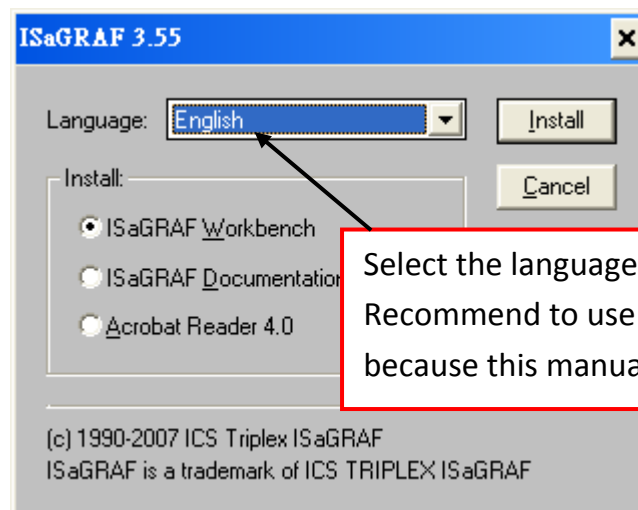 ISaGRAF 3.55
Language: English Install
Install: Cancel
ISaGRAF Workbench
ISaGRAF Documentation
Acrobat Reader 4.0
Select the language
Recommend to use
because this manua
(c) 1990-2007 ICS Triplex ISaGRAF
ISaGRAF is a trademark of ICS TRIPLEX ISaGRAF